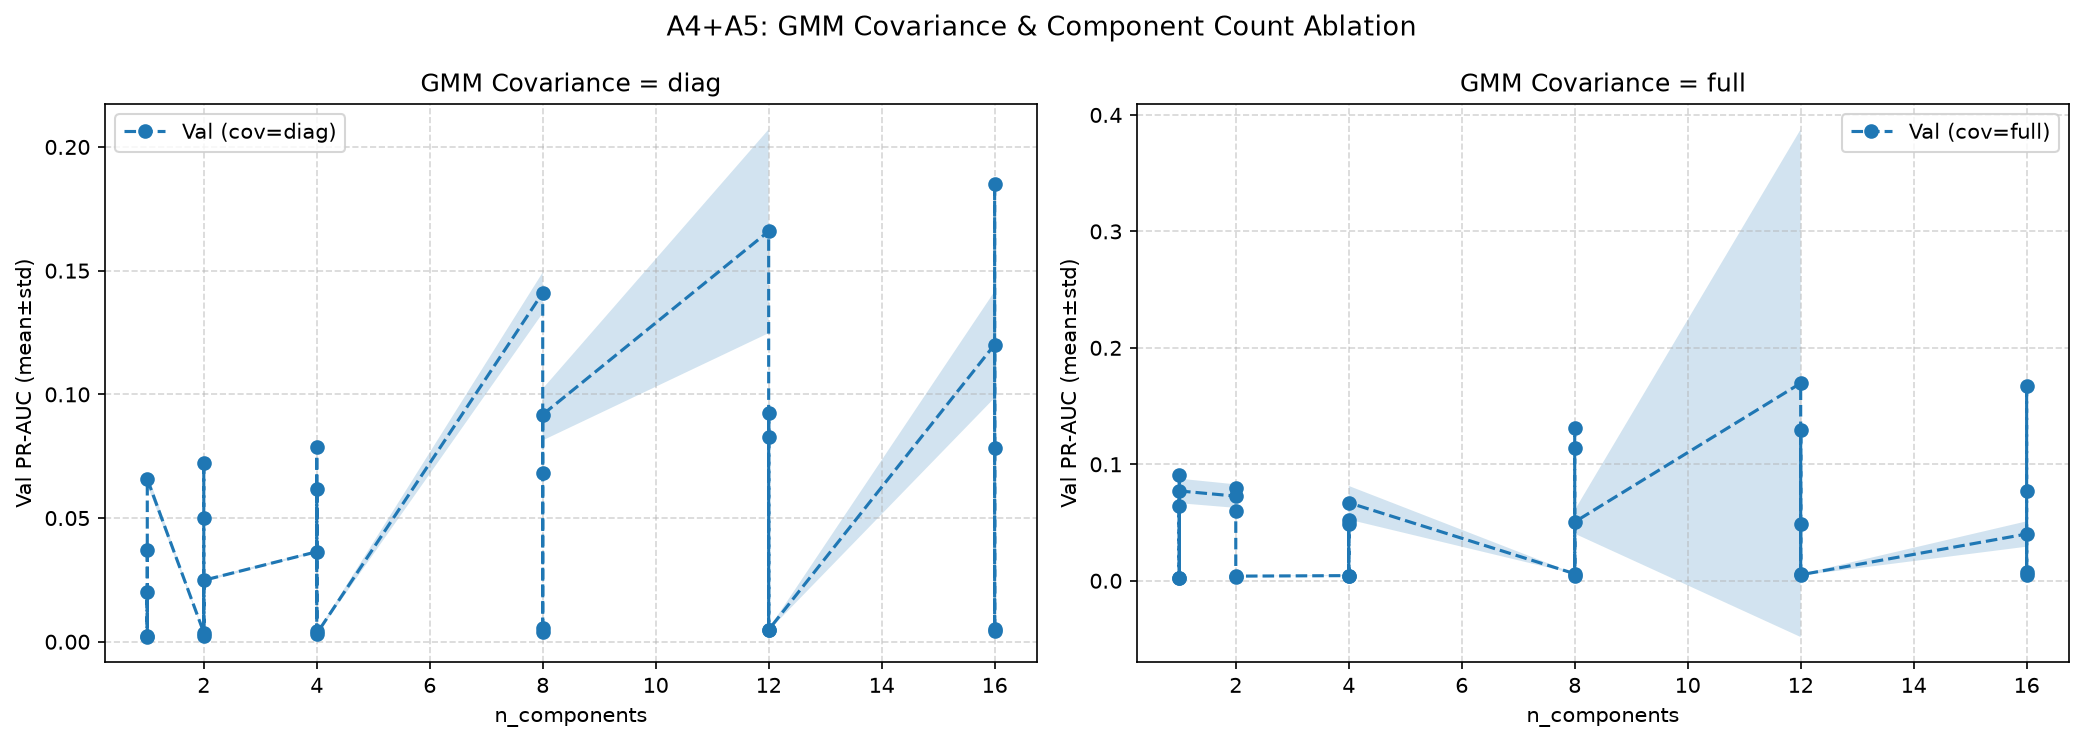 A4+A5: GMM Covariance & Component Count Ablation
GMM Covariance = diag
Val (cov=diag)
Val PR-AUC (mean±std)
0.20
0.15
0.10
0.05
0.00
2 4 6 8 10 12 14 16
n_components
GMM Covariance = full
Val (cov=full)
Val PR-AUC (mean±std)
0.4
0.3
0.2
0.1
0.0
2 4 6 8 10 12 14 16
n_components